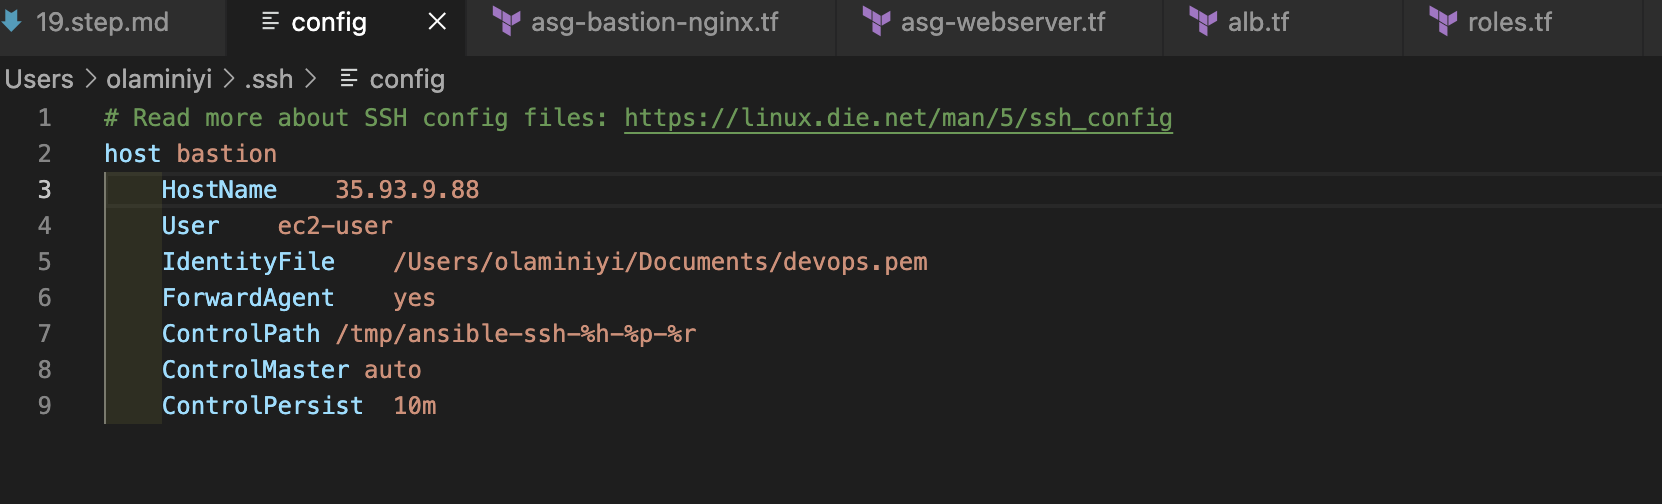 19.step.md config asg-bastion-nginx.tf asg-webserver.tf alb.tf roles.tf
Users > olaminiyi > .ssh > config
1 # Read more about SSH config files: https://linux.die.net/man/5/ssh_config
2 host bastion
3 HostName 35.93.9.88
4 User ec2-user
5 IdentityFile /Users/olaminiyi/Documents/devops.pem
6 ForwardAgent yes
7 ControlPath /tmp/ansible-ssh-%h-%p-%r
8 ControlMaster auto
9 ControlPersist 10m